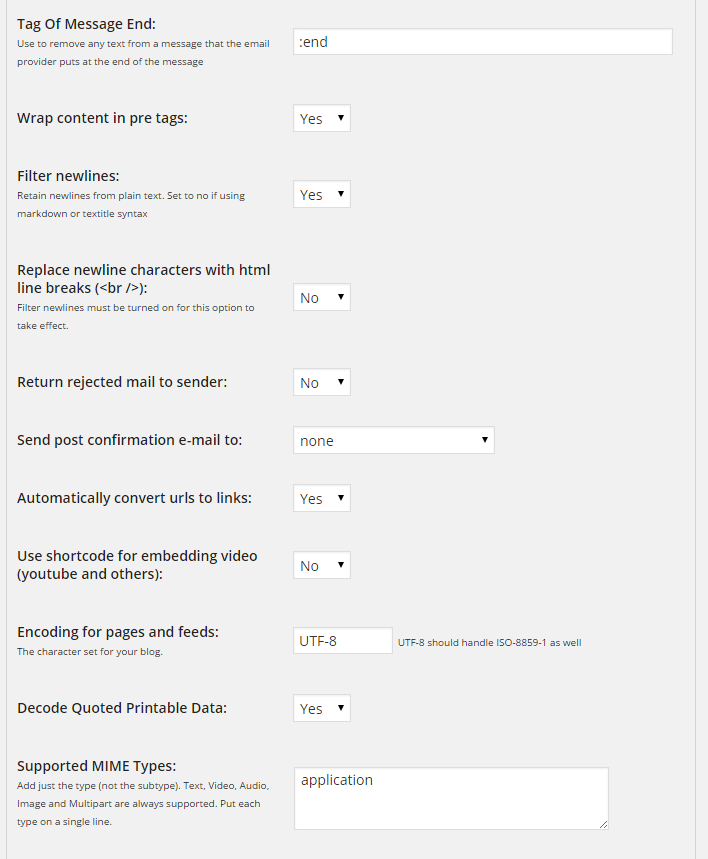 Tag Of Message End:
Use to remove any text from a message that the email
provider puts at the end of the message
:end
Wrap content in pre tags:
Yes
Filter newlines:
Retain newlines from plain text. Set to no if using
markdown or textitle syntax
Yes
Replace newline characters with html
line breaks (<br />):
Filter newlines must be turned on for this option to
take effect.
No
Return rejected mail to sender:
No
Send post confirmation e-mail to:
none
Automatically convert urls to links:
Yes
Use shortcode for embedding video
(youtube and others):
No
Encoding for pages and feeds:
The character set for your blog.
UTF-8
UTF-8 should handle ISO-8859-1 as well
Decode Quoted Printable Data:
Yes
Supported MIME Types:
Add just the type (not the subtype). Text, Video, Audio,
Image and Multipart are always supported. Put each
type on a single line.
application